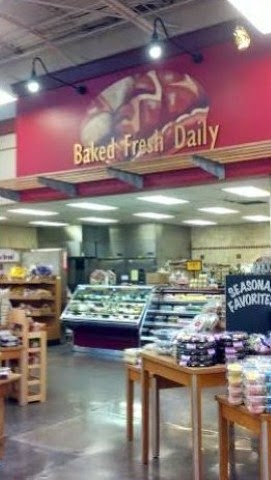 Baked Fresh Daily
SEASONAL
FAVORITES